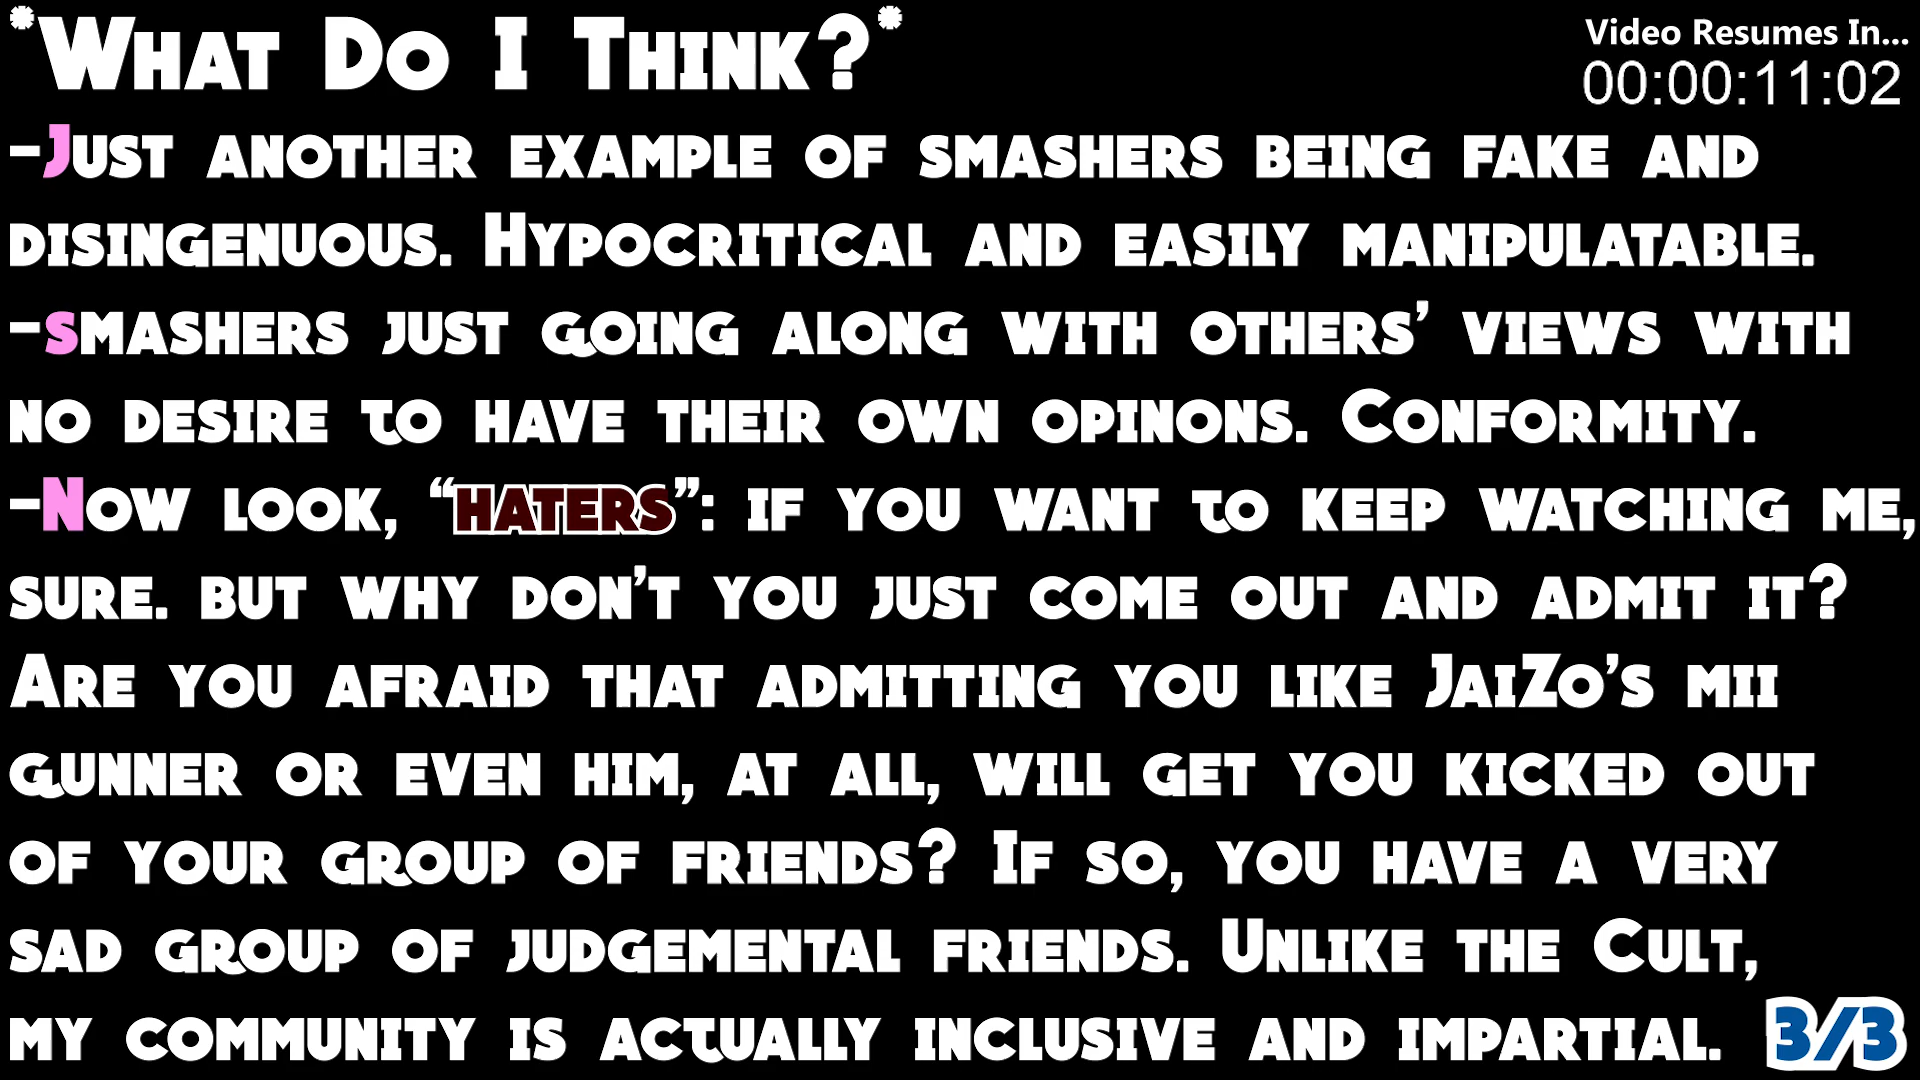 *What Do I Think?*
Video Resumes In...
00:00:11:02
-Just another example of smashers being fake and
disingenuous. Hypocritical and easily manipulatable.
-smashers just going along with others’ views with
no desire to have their own opinons. Conformity.
-Now look, “haters”: if you want to keep watching me,
sure. but why don’t you just come out and admit it?
Are you afraid that admitting you like JaiZo’s mii
gunner or even him, at all, will get you kicked out
of your group of friends? If so, you have a very
sad group of judgemental friends. Unlike the Cult,
my community is actually inclusive and impartial.
3/3